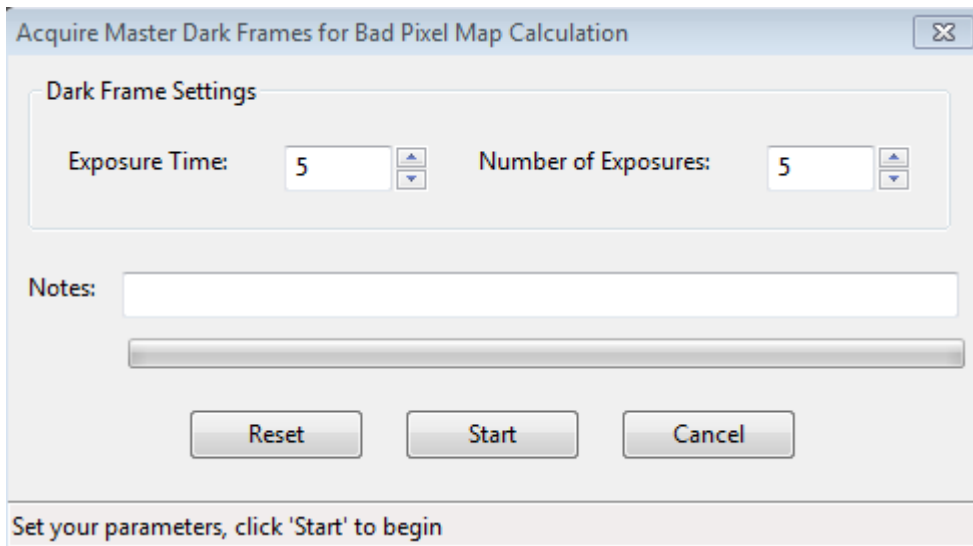 Acquire Master Dark Frames for Bad Pixel Map Calculation
Dark Frame Settings
Exposure Time: 5 Number of Exposures: 5
Notes:
Reset Start Cancel
Set your parameters, click 'Start' to begin